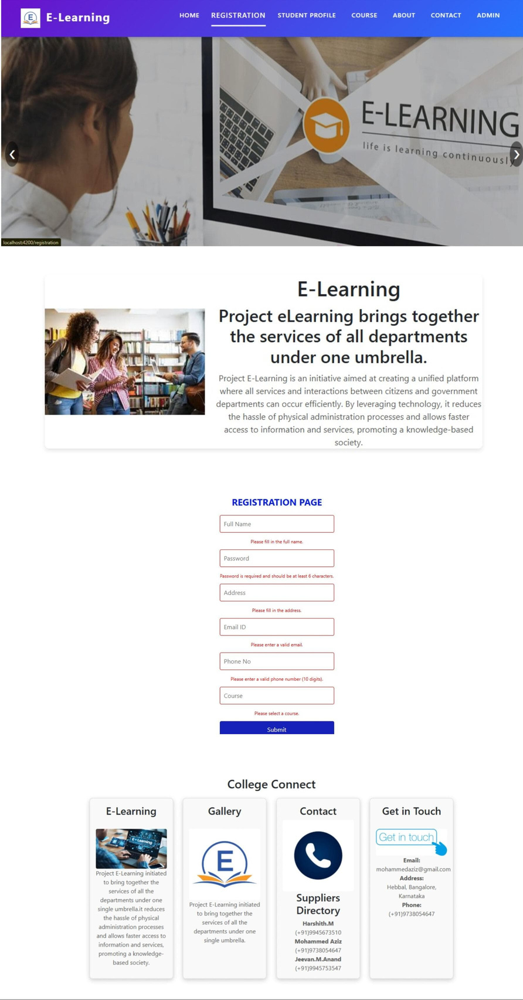 E
E-Learning
HOME
REGISTRATION
STUDENT PROFILE
COURSE
ABOUT
CONTACT
ADMIN
E-LEARNING
life is learning continuously
localhost:4200/registration
E-Learning
Project eLearning brings together
the services of all departments
under one umbrella.
Project E-Learning is an initiative aimed at creating a unified platform
where all services and interactions between citizens and government
departments can occur efficiently. By leveraging technology, it reduces
the hassle of physical administration processes and allows faster
access to information and services, promoting a knowledge-based
society.
REGISTRATION PAGE
Full Name
Please fill in the full name.
Password
Password is required and should be at least 6 characters.
Address
Please fill in the address.
Email ID
Please enter a valid email.
Phone No
Please enter a valid phone number (10 digits).
Course
Please select a course.
Submit
College Connect
E-Learning
E-Learning
Project E-Learning initiated
to bring together the
services of all the
departments under one
single umbrella.it reduces
the hassle of physical
administration processes
and allows faster access to
information and services,
promoting a knowledge-
based society.
Gallery
E
Project E-Learning initiated
to bring together the
services of all the
departments under one
single umbrella.
Contact
Suppliers
Directory
Harshith.M
(+91)9945673510
Mohammed Aziz
(+91)9738054647
Jeevan.M.Anand
(+91)9945753547
Get in Touch
Get in touch
Email:
mohammedaziz@gmail.com
Address:
Hebbal, Bangalore,
Karnataka
Phone:
(+91)9738054647